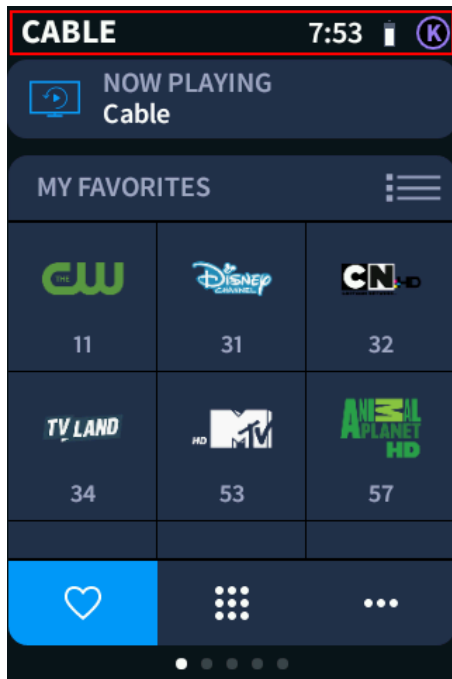 CABLE 7:53 K
NOW PLAYING
Cable
MY FAVORITES
THE CW
DISNEY CHANNEL
CN HD
11 31 32
TV LAND
HD MTV
ANIMAL PLANET HD
34 53 57